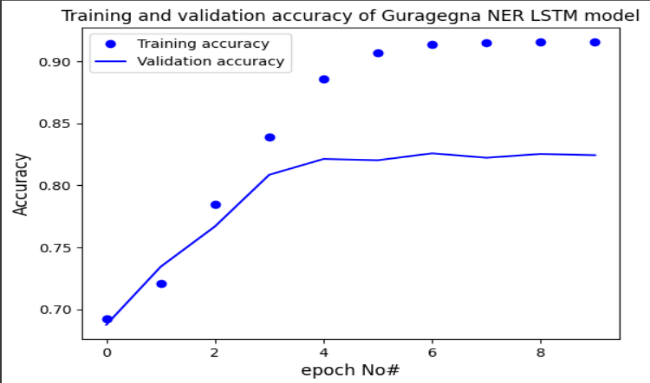 Training and validation accuracy of Guragegna NER LSTM model
Training accuracy
Validation accuracy
Accuracy
0.90
0.85
0.80
0.75
0.70
0 2 4 6 8
epoch No#